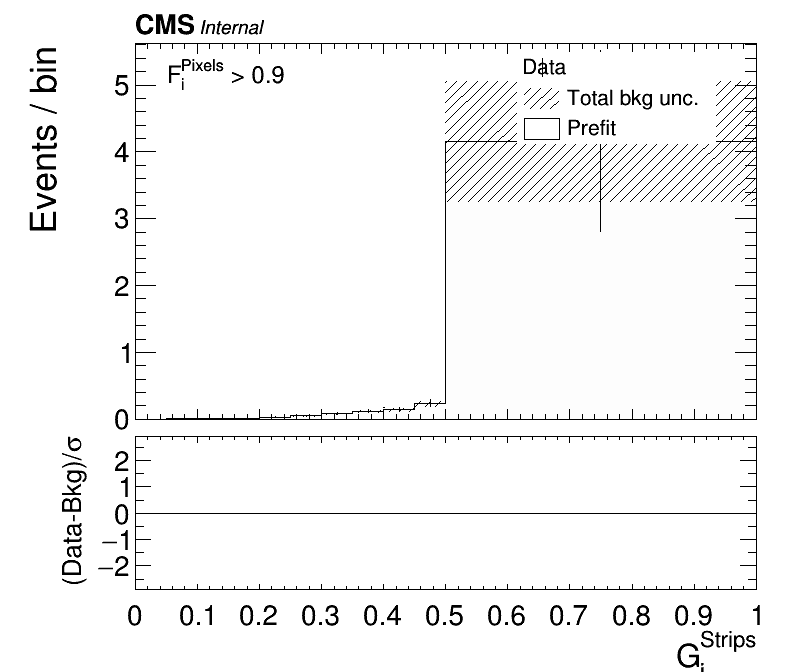 CMS Internal
F_i^Pixels > 0.9
Data
Total bkg unc.
Prefit
Events / bin
5
4
3
2
1
0
(Data-Bkg)/σ
2
1
0
−1
−2
0 0.1 0.2 0.3 0.4 0.5 0.6 0.7 0.8 0.9 1
G_i^Strips